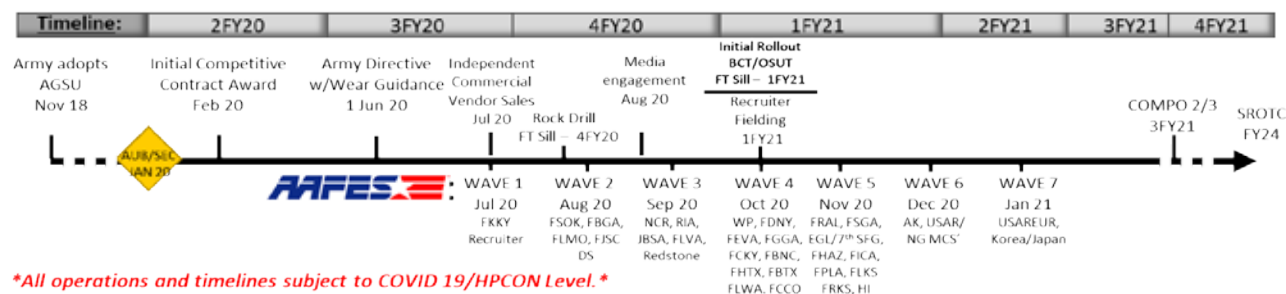 Timeline:
2FY20
3FY20
4FY20
1FY21
2FY21
3FY21
4FY21
Army adopts
AGSU
Nov 18
Initial Competitive
Contract Award
Feb 20
Army Directive
w/Wear Guidance
1 Jun 20
Independent
Commercial
Vendor Sales
Jul 20
Rock Drill
FT Sill – 4FY20
Media
engagement
Aug 20
Initial Rollout
BCT/OSUT
FT Sill – 1FY21
Recruiter
Fielding
1FY21
COMPO 2/3
3FY21
SROTC
FY24
AUB/SEC
JAN 20
AAFES :
WAVE 1
Jul 20
FKKY
Recruiter
WAVE 2
Aug 20
FSOK, FBGA,
FLMO, FJSC
DS
WAVE 3
Sep 20
NCR, RIA,
JBSA, FLVA,
Redstone
WAVE 4
Oct 20
WP, FDNY,
FEVA, FGGA,
FCKY, FBNC,
FHTX, FBTX
FLWA, FCCO
WAVE 5
Nov 20
FRAL, FSGA,
EGL/7th SFG,
FHAZ, FICA,
FPLA, FLKS
FRKS, HI
WAVE 6
Dec 20
AK, USAR/
NG MCS'
WAVE 7
Jan 21
USAREUR,
Korea/Japan
*All operations and timelines subject to COVID 19/HPCON Level.*